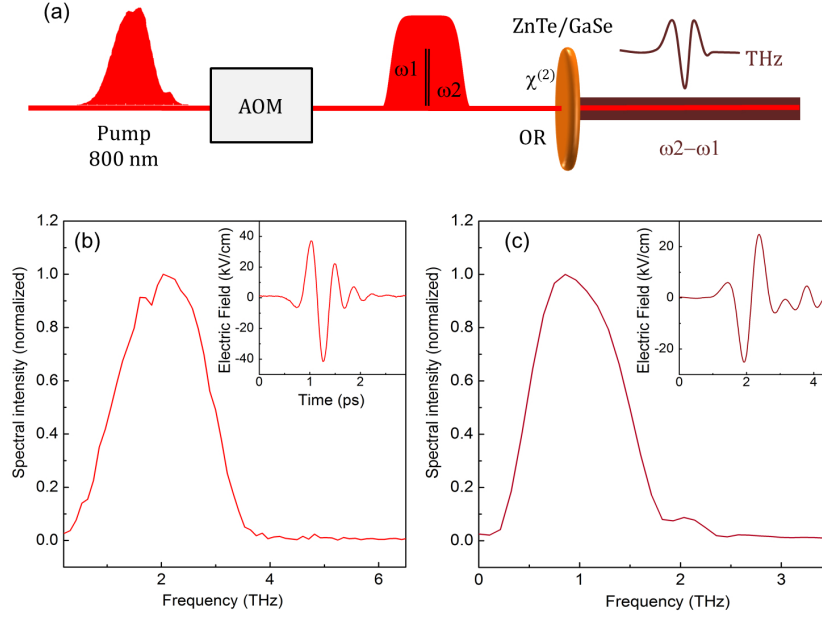 (a)
ZnTe/GaSe
ω1
ω2
χ(2)
THz
AOM
Pump
800 nm
OR
ω2−ω1
(b)
Spectral intensity (normalized)
1.2
1.0
0.8
0.6
0.4
0.2
0.0
2
4
6
Frequency (THz)
Electric Field (kV/cm)
40
20
0
-20
-40
0
1
2
Time (ps)
(c)
Spectral intensity (normalized)
1.2
1.0
0.8
0.6
0.4
0.2
0.0
0
1
2
3
Frequency (THz)
Electric Field (kV/cm)
20
0
-20
0
2
4